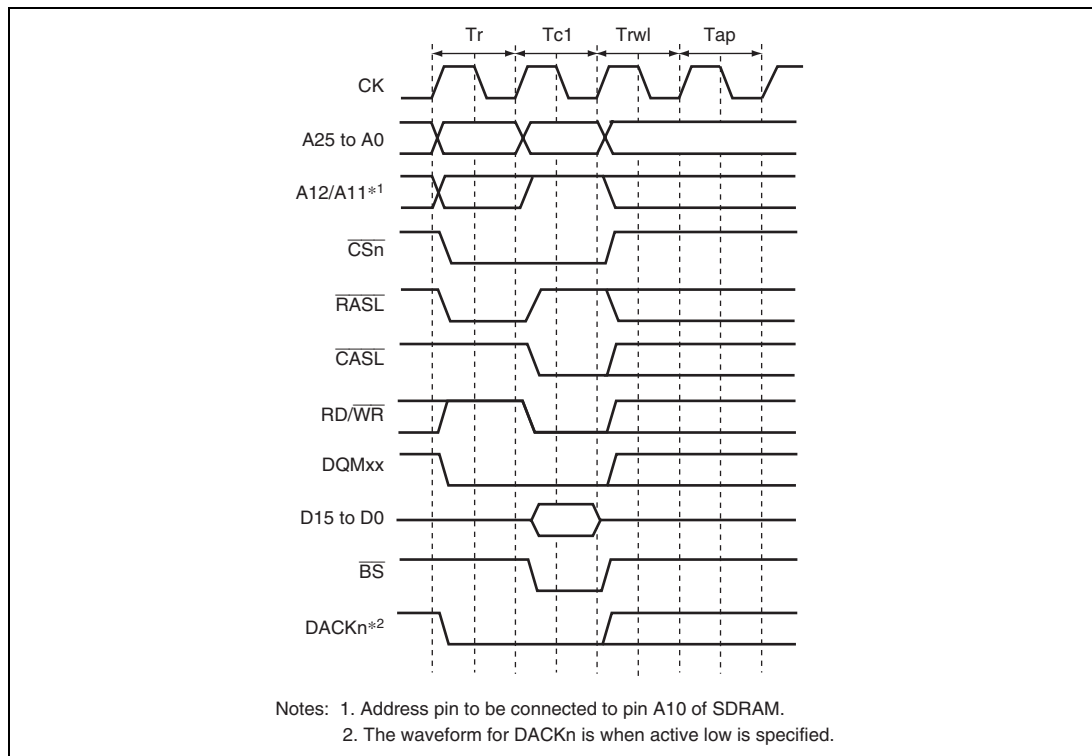 Tr Tc1 Trwl Tap
CK
A25 to A0
A12/A11*1
CSn
RASL
CASL
RD/WR
DQMxx
D15 to D0
BS
DACKn*2
Notes: 1. Address pin to be connected to pin A10 of SDRAM.
2. The waveform for DACKn is when active low is specified.